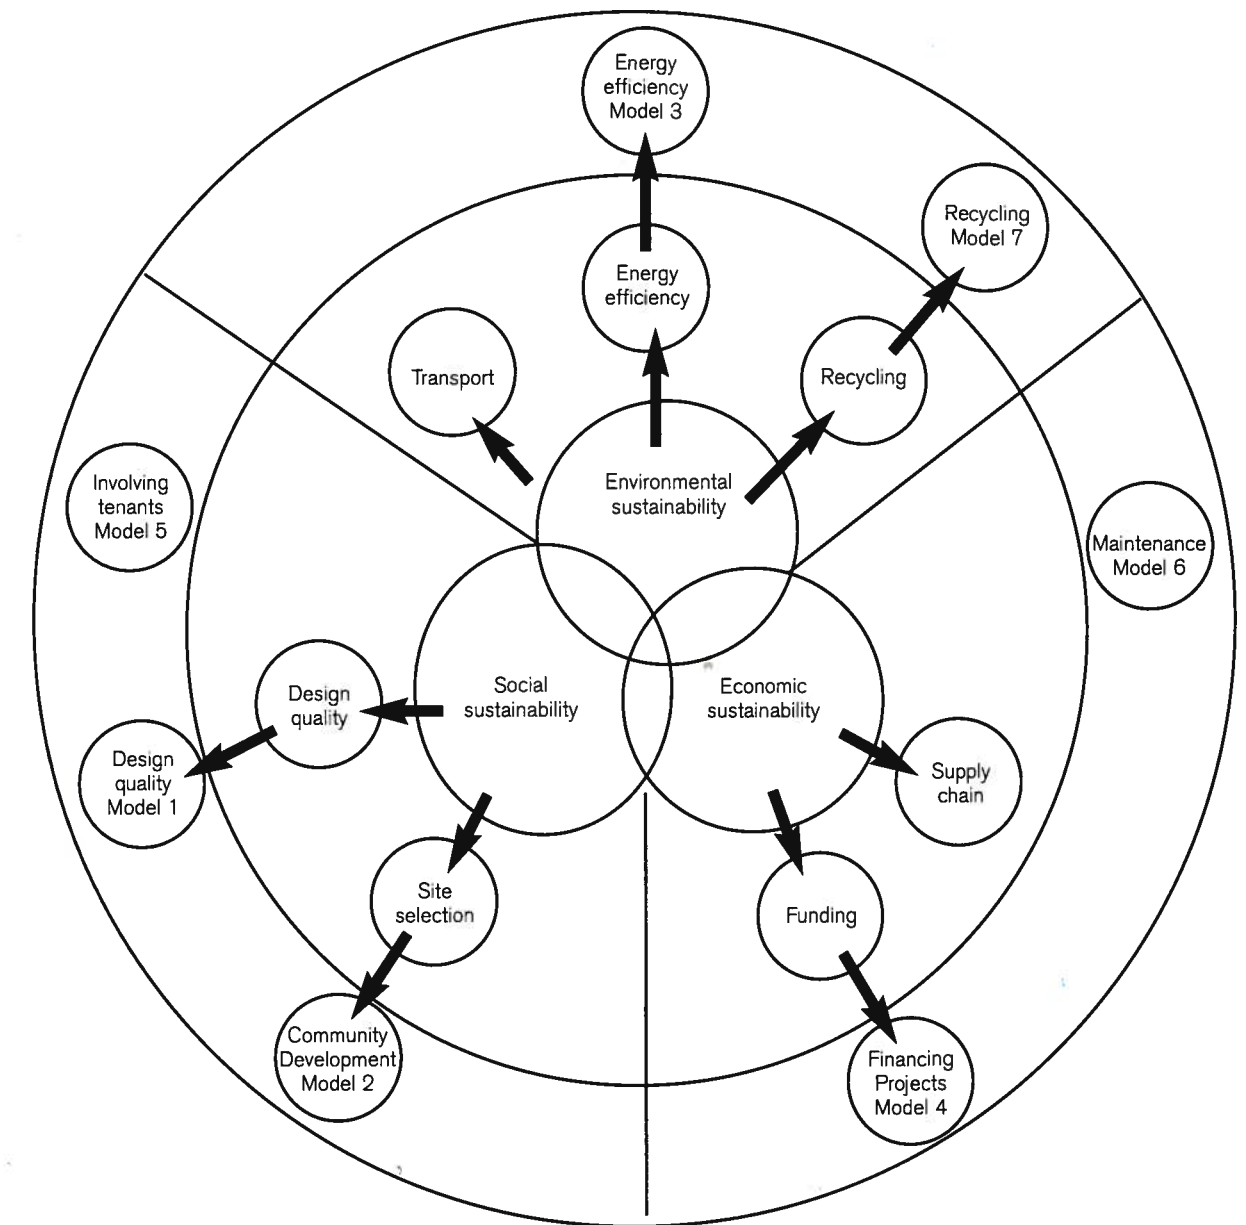 Energy
efficiency
Model 3
Recycling
Model 7
Energy
efficiency
Transport
Recycling
Involving
tenants
Model 5
Environmental
sustainability
Maintenance
Model 6
Design
quality
Social
sustainability
Economic
sustainability
Design
quality
Model 1
Supply
chain
Site
selection
Funding
Community
Development
Model 2
Financing
Projects
Model 4